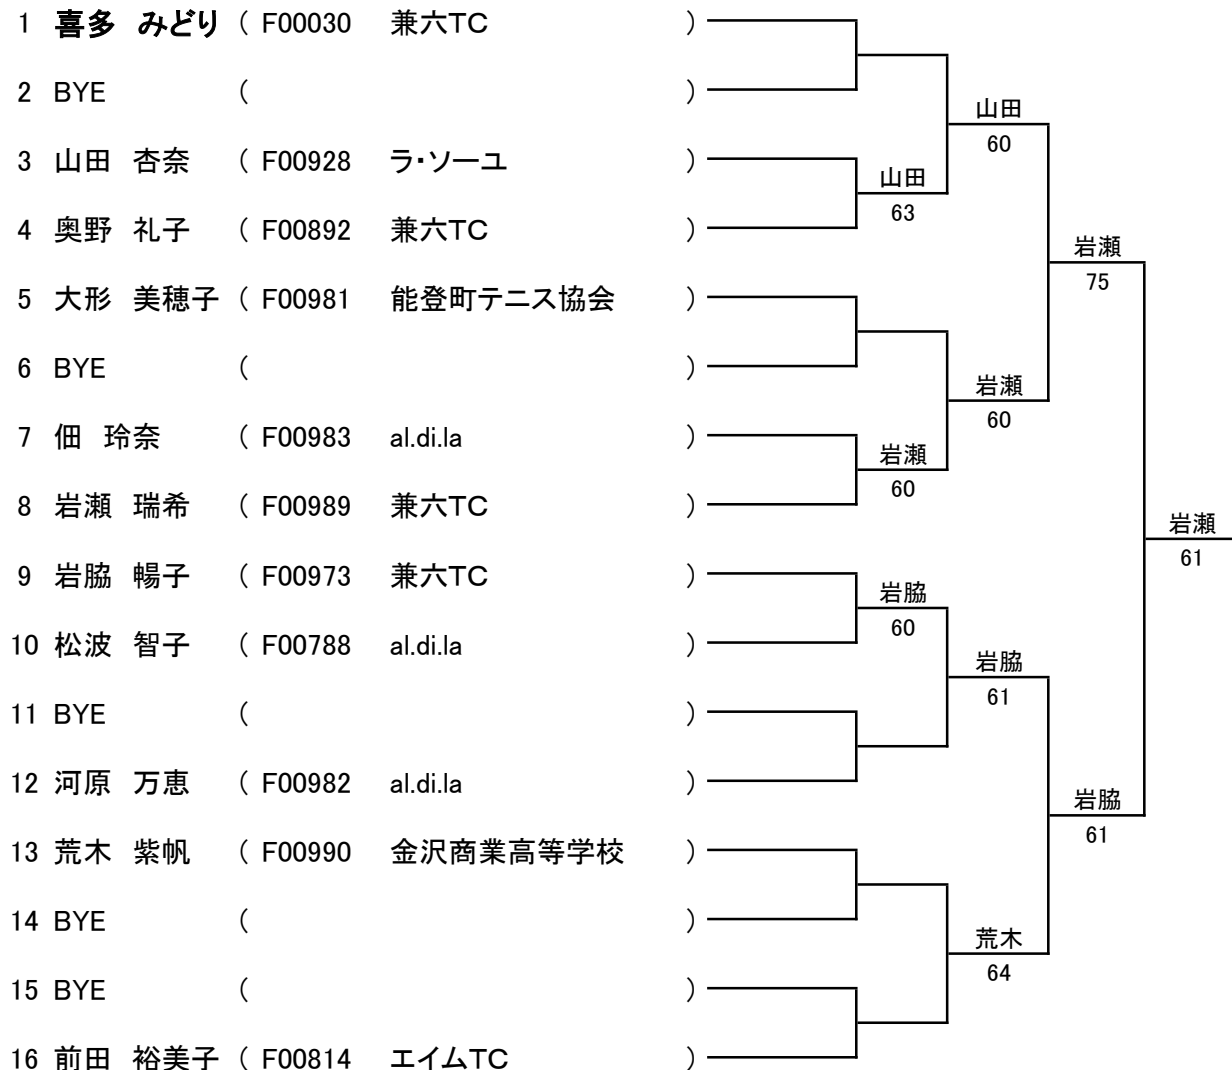 1 喜多 みどり ( F00030 兼六TC )
2 BYE ( )
山田
3 山田 杏奈 ( F00928 ラ・ソーユ ) 60
山田
63
4 奥野 礼子 ( F00892 兼六TC )
岩瀬
5 大形 美穂子 ( F00981 能登町テニス協会 ) 75
6 BYE ( )
岩瀬
60
7 佃 玲奈 ( F00983 al.di.la )
岩瀬
60
8 岩瀬 瑞希 ( F00989 兼六TC )
岩瀬
61
9 岩脇 暢子 ( F00973 兼六TC )
岩脇
60
10 松波 智子 ( F00788 al.di.la )
岩脇
61
11 BYE ( )
12 河原 万恵 ( F00982 al.di.la )
岩脇
61
13 荒木 紫帆 ( F00990 金沢商業高等学校 )
14 BYE ( )
荒木
64
15 BYE ( )
16 前田 裕美子 ( F00814 エイムTC )